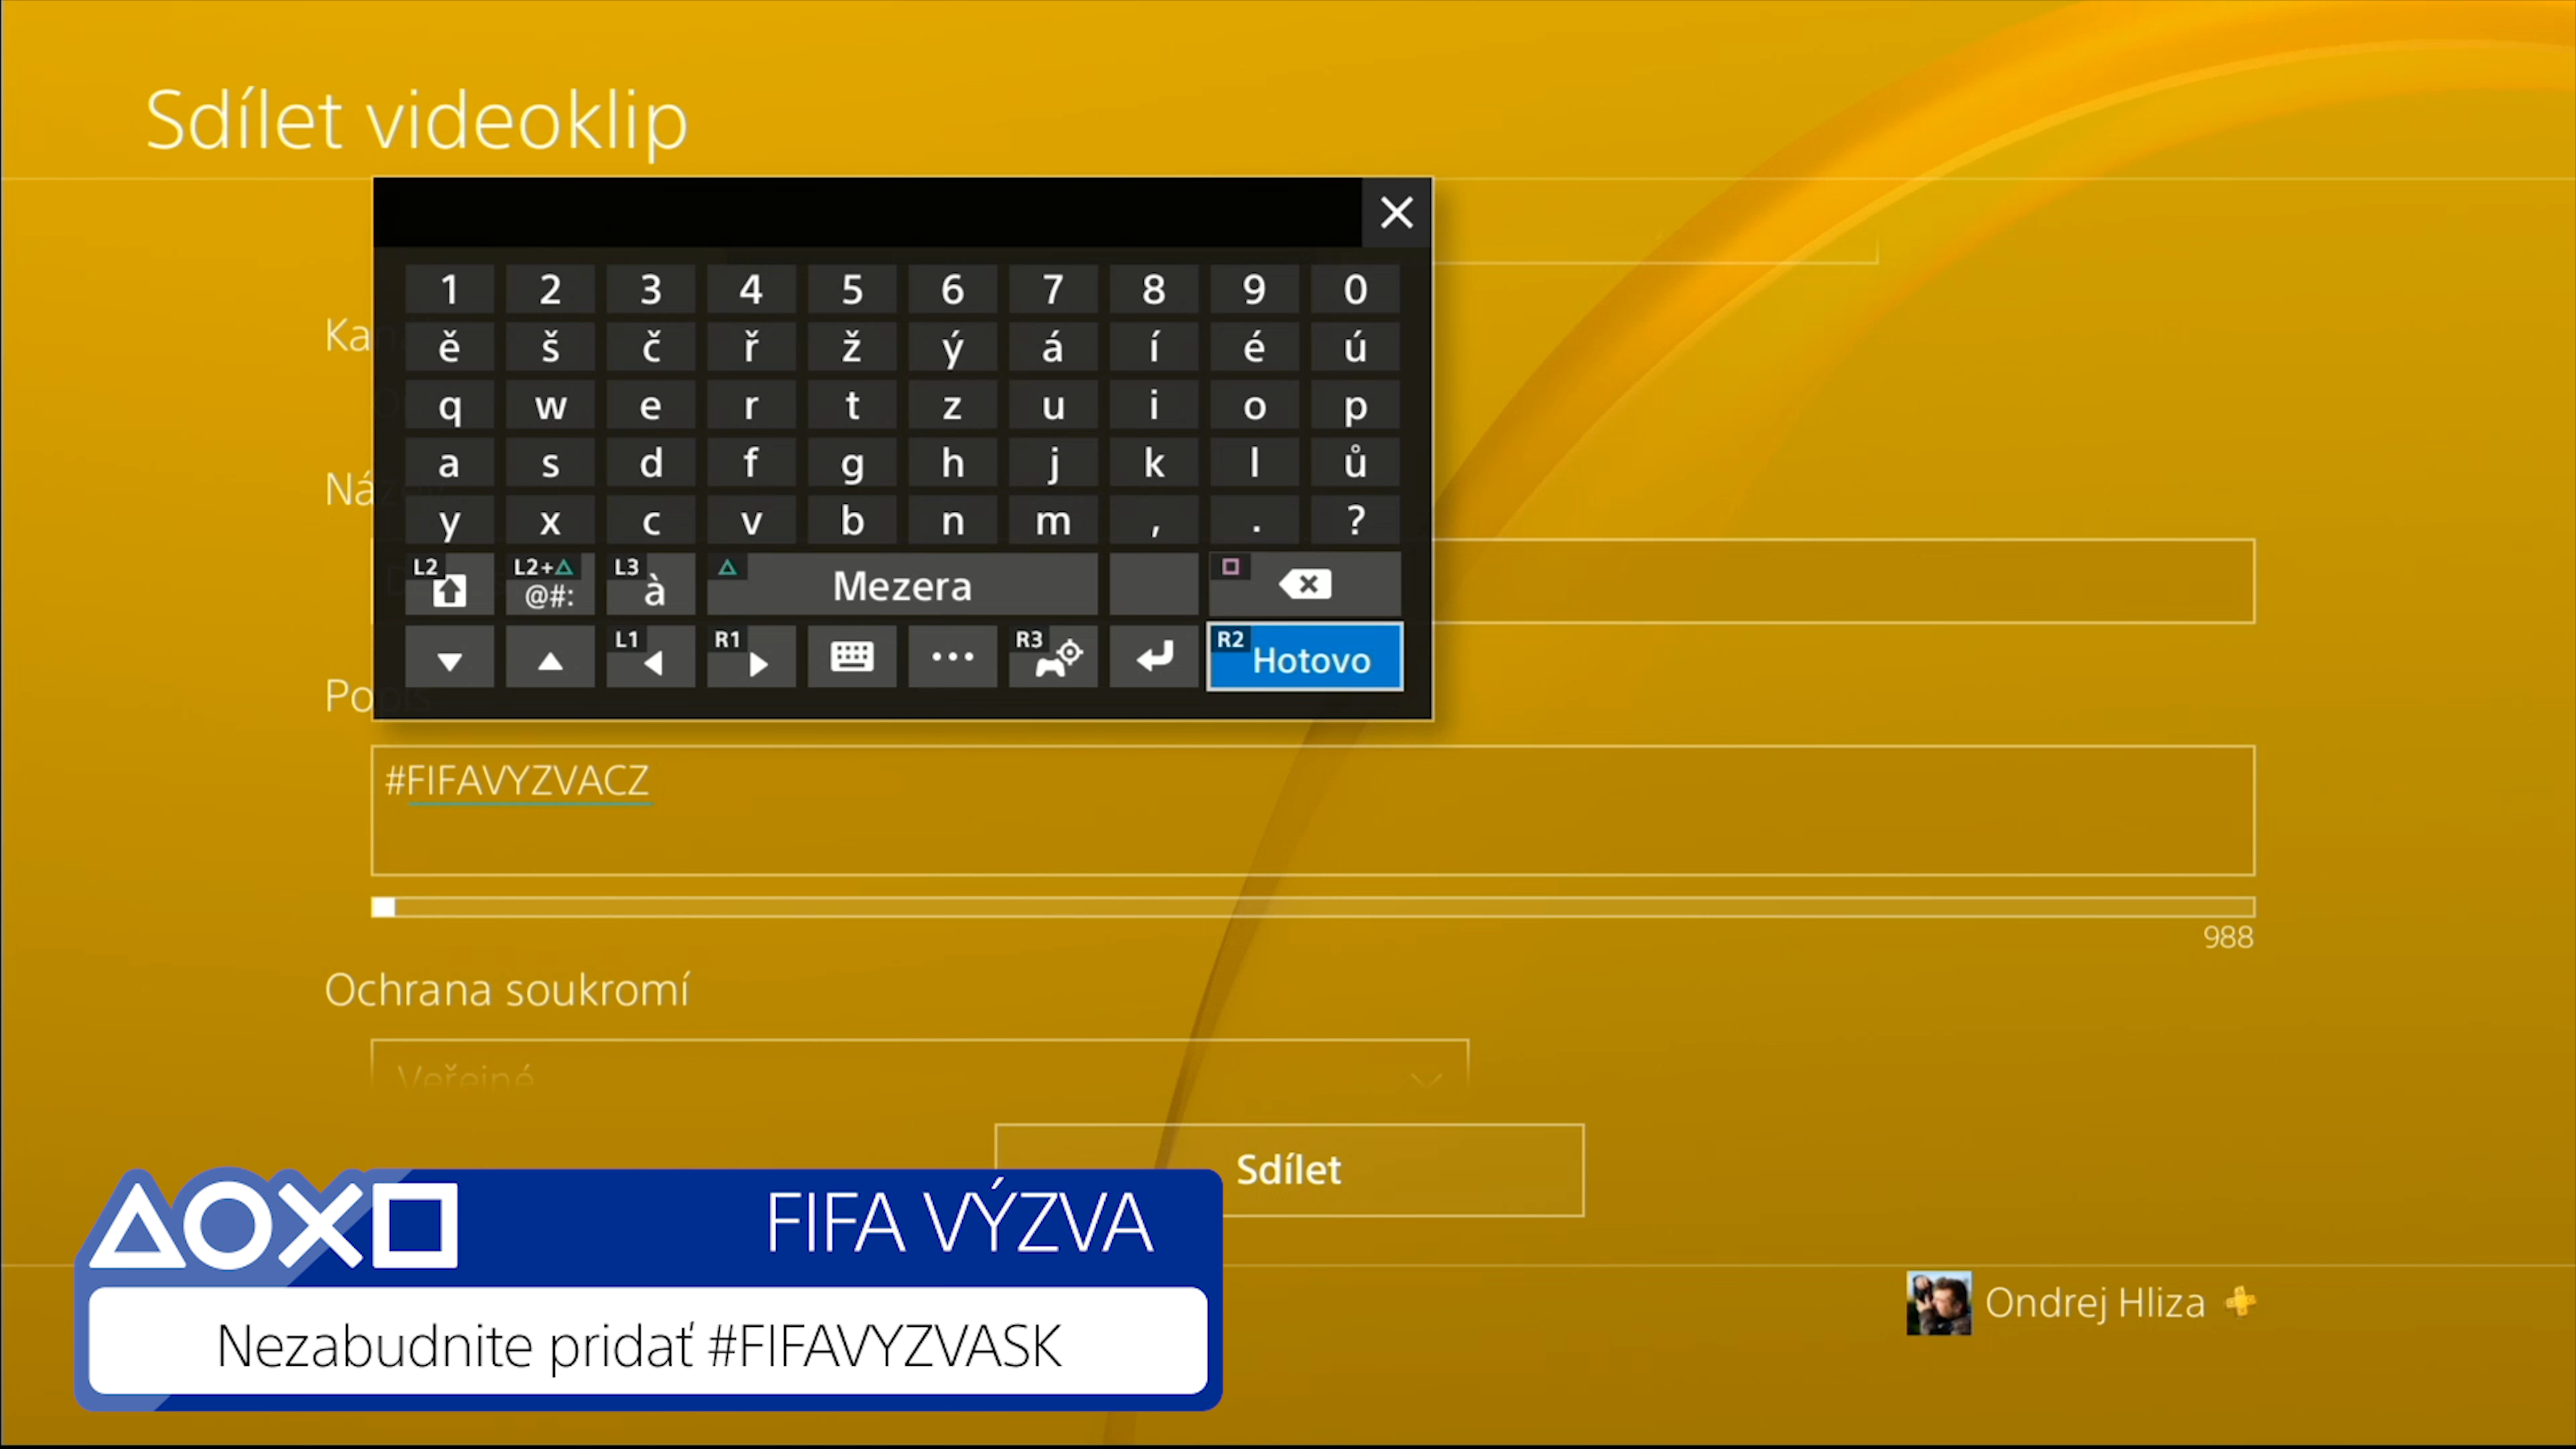 Sdílet videoklip
1 2 3 4 5 6 7 8 9 0
ě š č ř ž ý á í é ú
q w e r t z u i o p
a s d f g h j k l ů
y x c v b n m , . ?
L2 L2+△ @#: L3 à △ Mezera
L1 R1 ... R3 R2 Hotovo
Popis
#FIFAVYZVACZ
988
Ochrana soukromí
Veřejné
Sdílet
FIFA VÝZVA
Nezabudnite pridať #FIFAVYZVASK
Ondrej Hliza